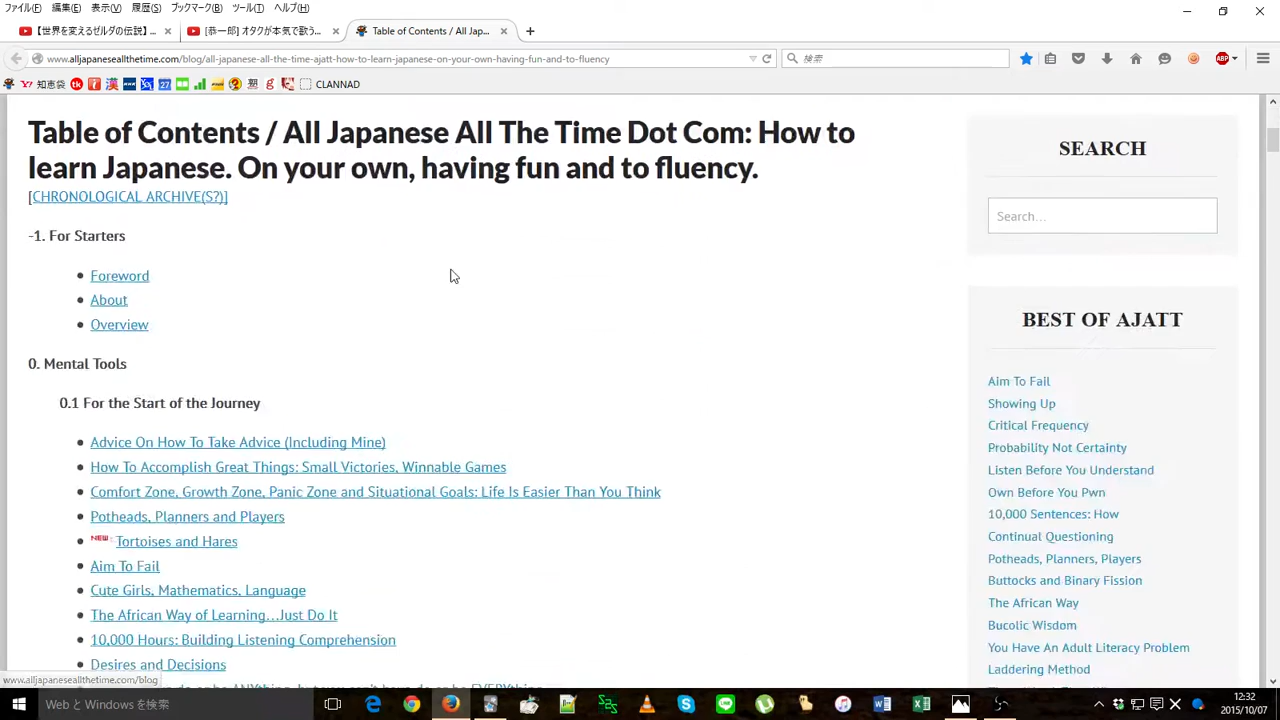 ファイル(F) 編集(E) 表示(V) 履歴(S) ブックマーク(B) ツール(T) ヘルプ(H)
【世界を変えるゼルダの伝説】 ... × [恭一郎] オタクが本気で歌う... × Table of Contents / All Jap... × +
www.alljapaneseallthetime.com/blog/all-japanese-all-the-time-ajatt-how-to-learn-japanese-on-your-own-having-fun-and-to-fluency
検索
ABP
知恵袋
漢
27
CLANNAD
Table of Contents / All Japanese All The Time Dot Com: How to
learn Japanese. On your own, having fun and to fluency.
[CHRONOLOGICAL ARCHIVE(S?)]
-1. For Starters
Foreword
About
Overview
0. Mental Tools
0.1 For the Start of the Journey
Advice On How To Take Advice (Including Mine)
How To Accomplish Great Things: Small Victories, Winnable Games
Comfort Zone, Growth Zone, Panic Zone and Situational Goals: Life Is Easier Than You Think
Potheads, Planners and Players
NEW! Tortoises and Hares
Aim To Fail
Cute Girls, Mathematics, Language
The African Way of Learning…Just Do It
10,000 Hours: Building Listening Comprehension
Desires and Decisions
SEARCH
Search...
BEST OF AJATT
Aim To Fail
Showing Up
Critical Frequency
Probability Not Certainty
Listen Before You Understand
Own Before You Pwn
10,000 Sentences: How
Continual Questioning
Potheads, Planners, Players
Buttocks and Binary Fission
The African Way
Bucolic Wisdom
You Have An Adult Literacy Problem
Laddering Method
www.alljapaneseallthetime.com/blog
Web と Windows を検索
12:32
2015/10/07